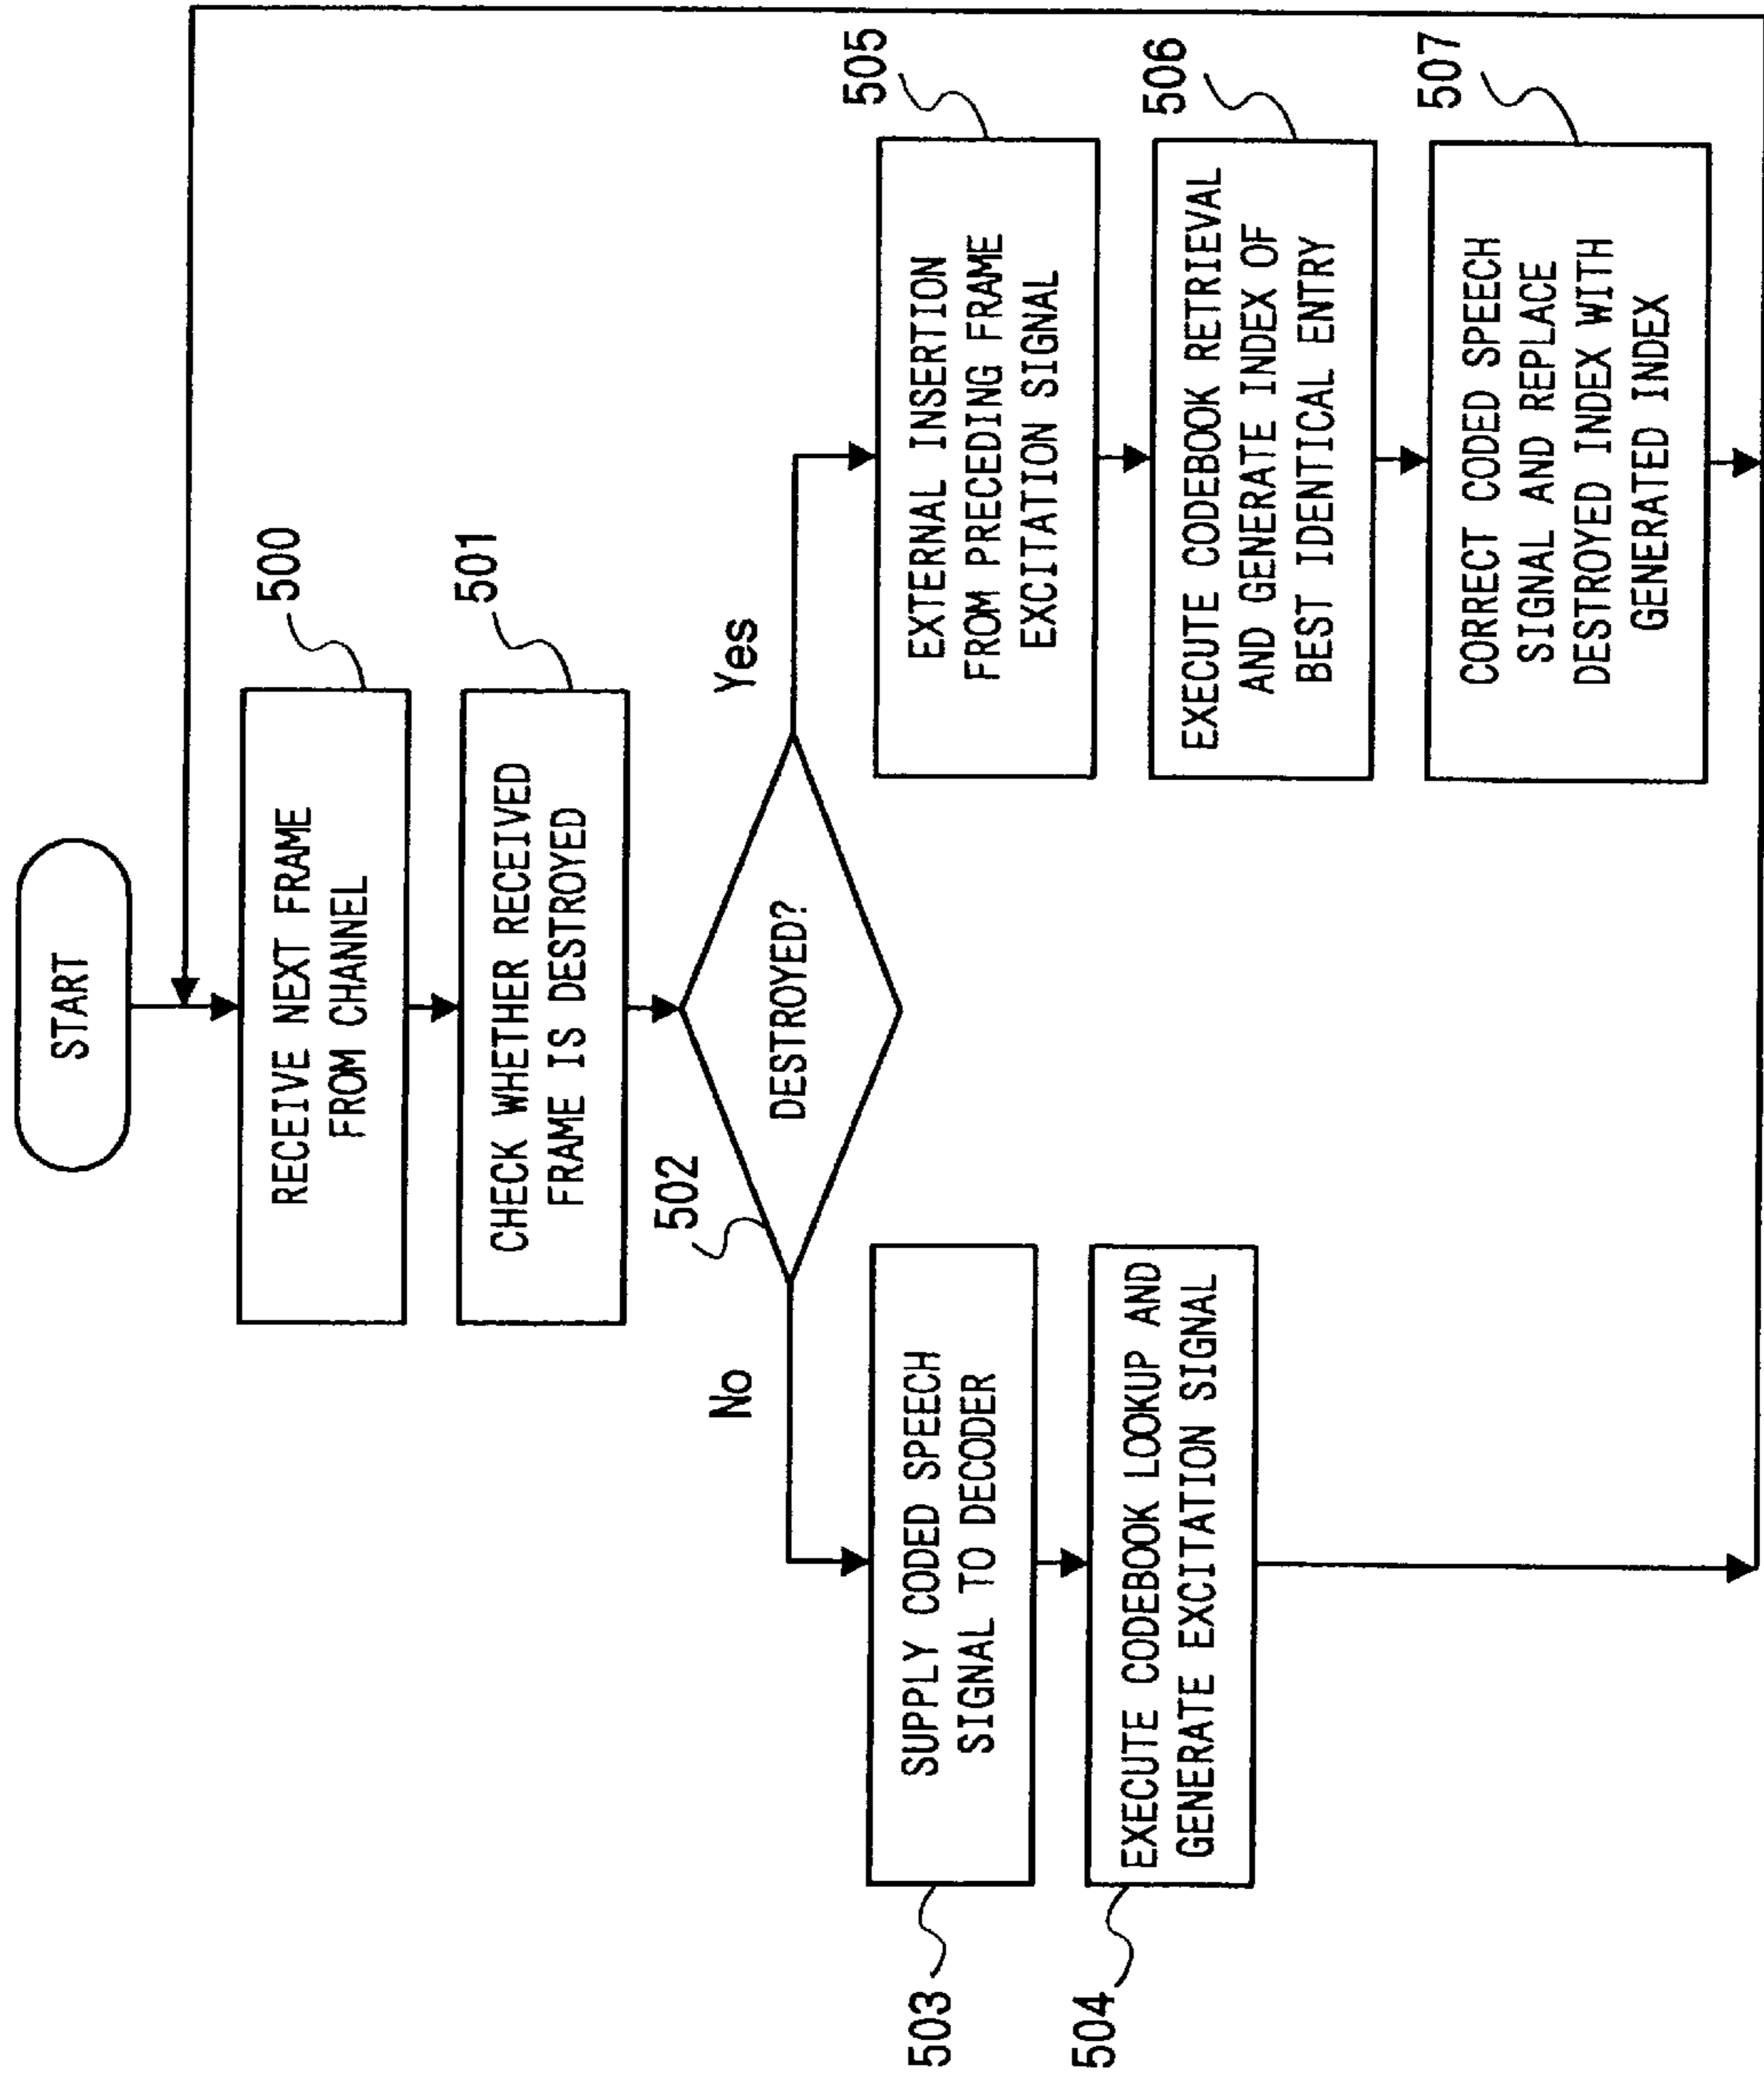 START
500
RECEIVE NEXT FRAME
FROM CHANNEL
501
CHECK WHETHER RECEIVED
FRAME IS DESTROYED
502
DESTROYED?
No
Yes
503
SUPPLY CODED SPEECH
SIGNAL TO DECODER
504
EXECUTE CODEBOOK LOOKUP AND
GENERATE EXCITATION SIGNAL
505
EXTERNAL INSERTION
FROM PRECEDING FRAME
EXCITATION SIGNAL
506
EXECUTE CODEBOOK RETRIEVAL
AND GENERATE INDEX OF
BEST IDENTICAL ENTRY
507
CORRECT CODED SPEECH
SIGNAL AND REPLACE
DESTROYED INDEX WITH
GENERATED INDEX